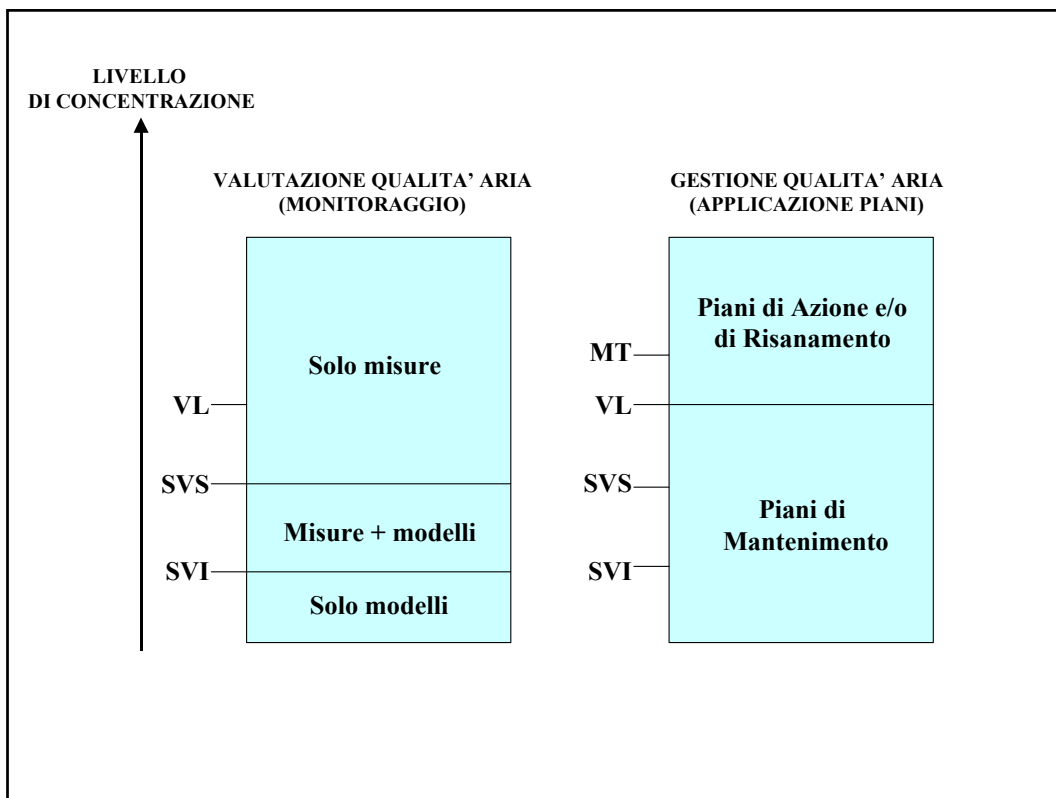 LIVELLO
DI CONCENTRAZIONE
VALUTAZIONE QUALITA’ ARIA
(MONITORAGGIO)
Solo misure
VL
SVS
Misure + modelli
SVI
Solo modelli
GESTIONE QUALITA’ ARIA
(APPLICAZIONE PIANI)
Piani di Azione e/o
di Risanamento
MT
VL
SVS
Piani di
Mantenimento
SVI